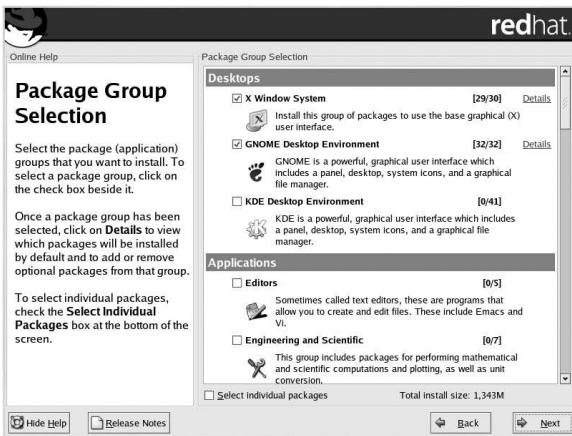 redhat.
Online Help
Package Group
Selection
Select the package (application)
groups that you want to install. To
select a package group, click on
the check box beside it.
Once a package group has been
selected, click on Details to view
which packages will be installed
by default and to add or remove
optional packages from that group.
To select individual packages,
check the Select Individual
Packages box at the bottom of the
screen.
Package Group Selection
Desktops
X Window System [29/30] Details
Install this group of packages to use the base graphical (X)
user interface.
GNOME Desktop Environment [32/32] Details
GNOME is a powerful, graphical user interface which
includes a panel, desktop, system icons, and a graphical
file manager.
KDE Desktop Environment [0/41]
KDE is a powerful, graphical user interface which includes
a panel, desktop, system icons, and a graphical file
manager.
Applications
Editors [0/5]
Sometimes called text editors, these are programs that
allow you to create and edit files. These include Emacs and
Vi.
Engineering and Scientific [0/7]
This group includes packages for performing mathematical
and scientific computations and plotting, as well as unit
conversion.
Select individual packages Total install size: 1,343M
Hide Help Release Notes Back Next